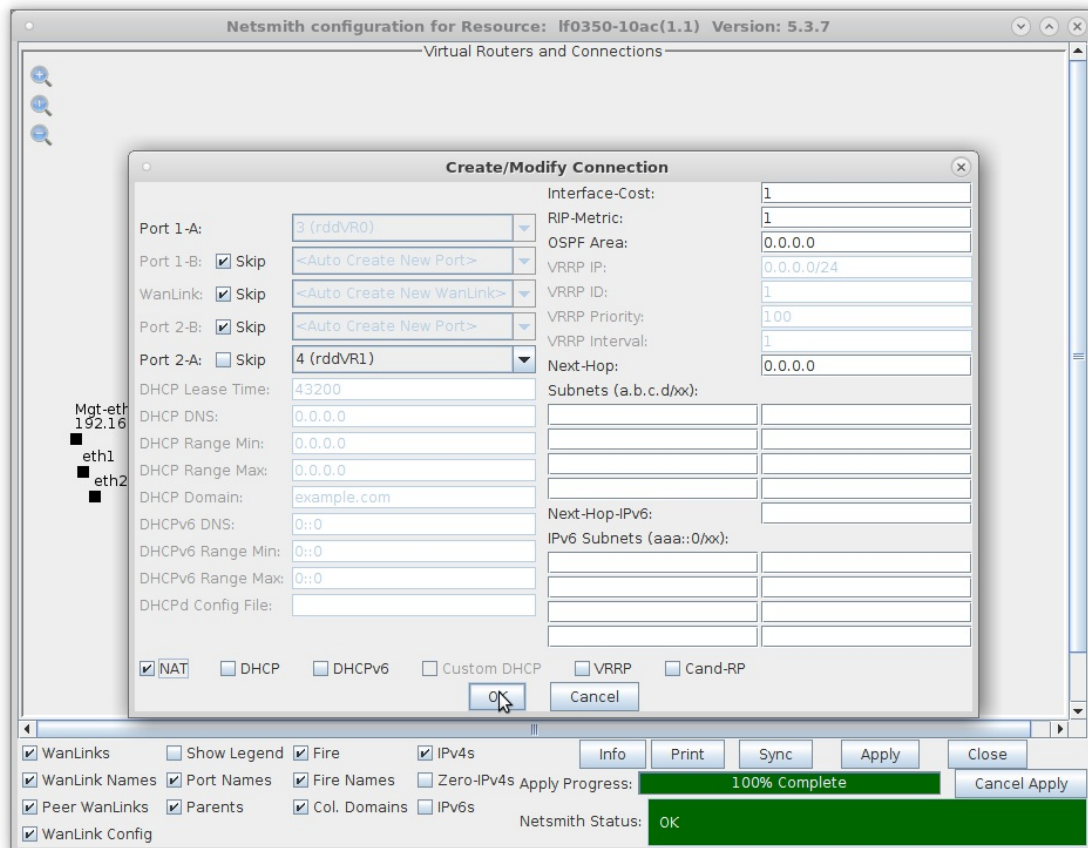 Netsmith configuration for Resource: lf0350-10ac(1.1) Version: 5.3.7
Virtual Routers and Connections
Mgt-eth
192.16
eth1
eth2
Create/Modify Connection
Port 1-A: 3 (rddVR0)
Port 1-B: Skip <Auto Create New Port>
WanLink: Skip <Auto Create New WanLink>
Port 2-B: Skip <Auto Create New Port>
Port 2-A: Skip 4 (rddVR1)
DHCP Lease Time: 43200
DHCP DNS: 0.0.0.0
DHCP Range Min: 0.0.0.0
DHCP Range Max: 0.0.0.0
DHCP Domain: example.com
DHCPv6 DNS: 0::0
DHCPv6 Range Min: 0::0
DHCPv6 Range Max: 0::0
DHCPd Config File:
Interface-Cost: 1
RIP-Metric: 1
OSPF Area: 0.0.0.0
VRRP IP: 0.0.0.0/24
VRRP ID: 1
VRRP Priority: 100
VRRP Interval: 1
Next-Hop: 0.0.0.0
Subnets (a.b.c.d/xx):
Next-Hop-IPv6:
IPv6 Subnets (aaa::0/xx):
NAT DHCP DHCPv6 Custom DHCP VRRP Cand-RP
OK Cancel
WanLinks Show Legend Fire IPv4s Info Print Sync Apply Close
WanLink Names Port Names Fire Names Zero-IPv4s Apply Progress: 100% Complete Cancel Apply
Peer WanLinks Parents Col. Domains IPv6s
Netsmith Status: OK
WanLink Config